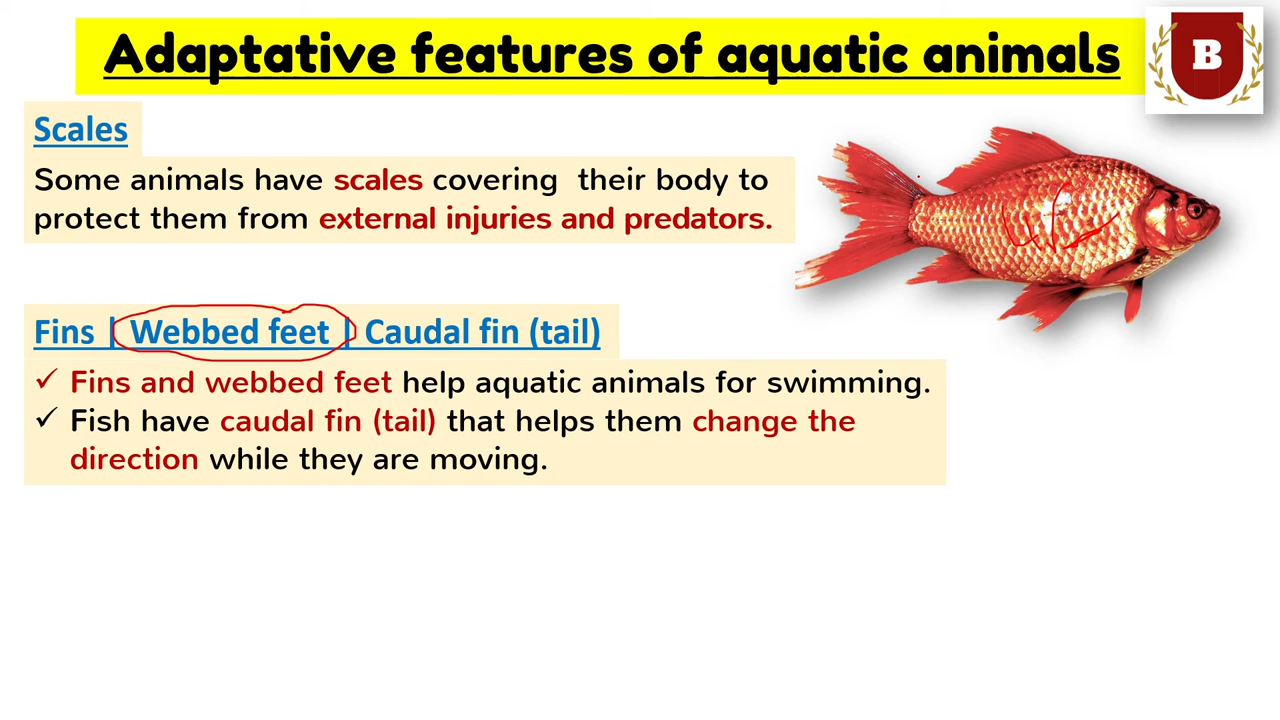 Adaptative features of aquatic animals
B
Scales
Some animals have scales covering their body to
protect them from external injuries and predators.
Fins | Webbed feet | Caudal fin (tail)
✓ Fins and webbed feet help aquatic animals for swimming.
✓ Fish have caudal fin (tail) that helps them change the
direction while they are moving.